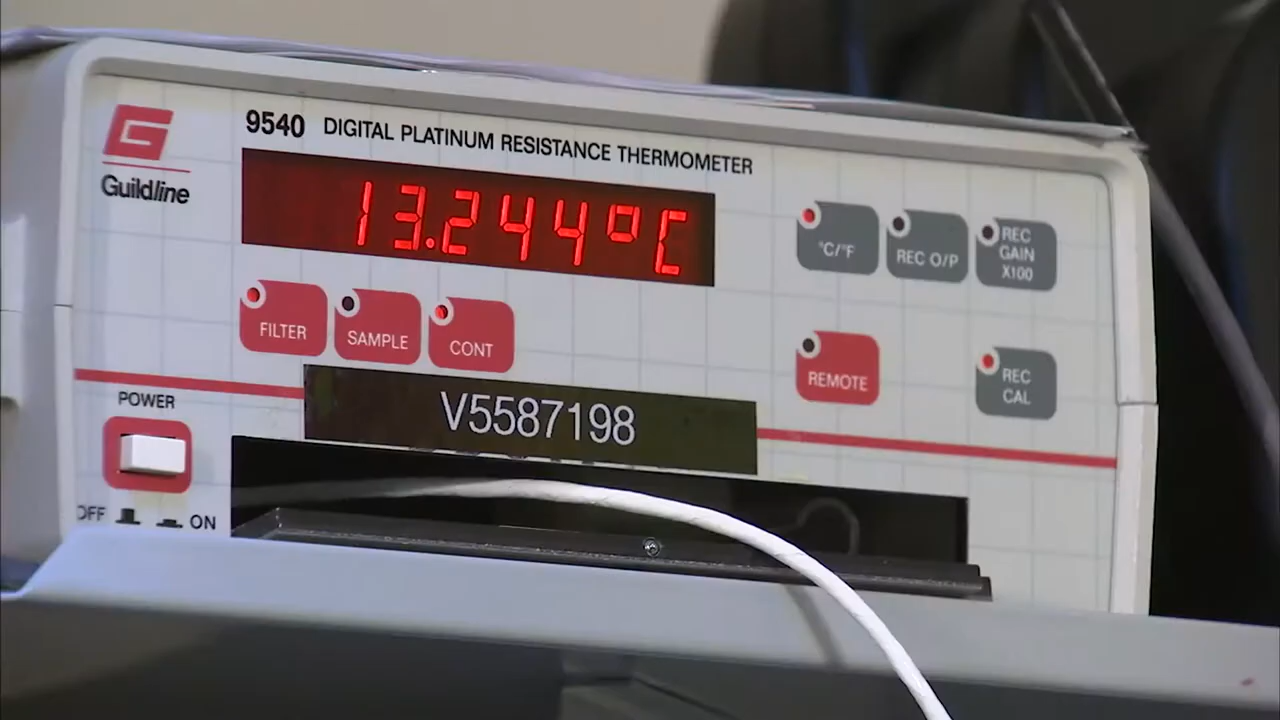 G
Guildline
9540 DIGITAL PLATINUM RESISTANCE THERMOMETER
13.244°C
°C/°F
REC O/P
REC
GAIN
X100
FILTER
SAMPLE
CONT
REMOTE
REC
CAL
POWER
V5587198
OFF
ON